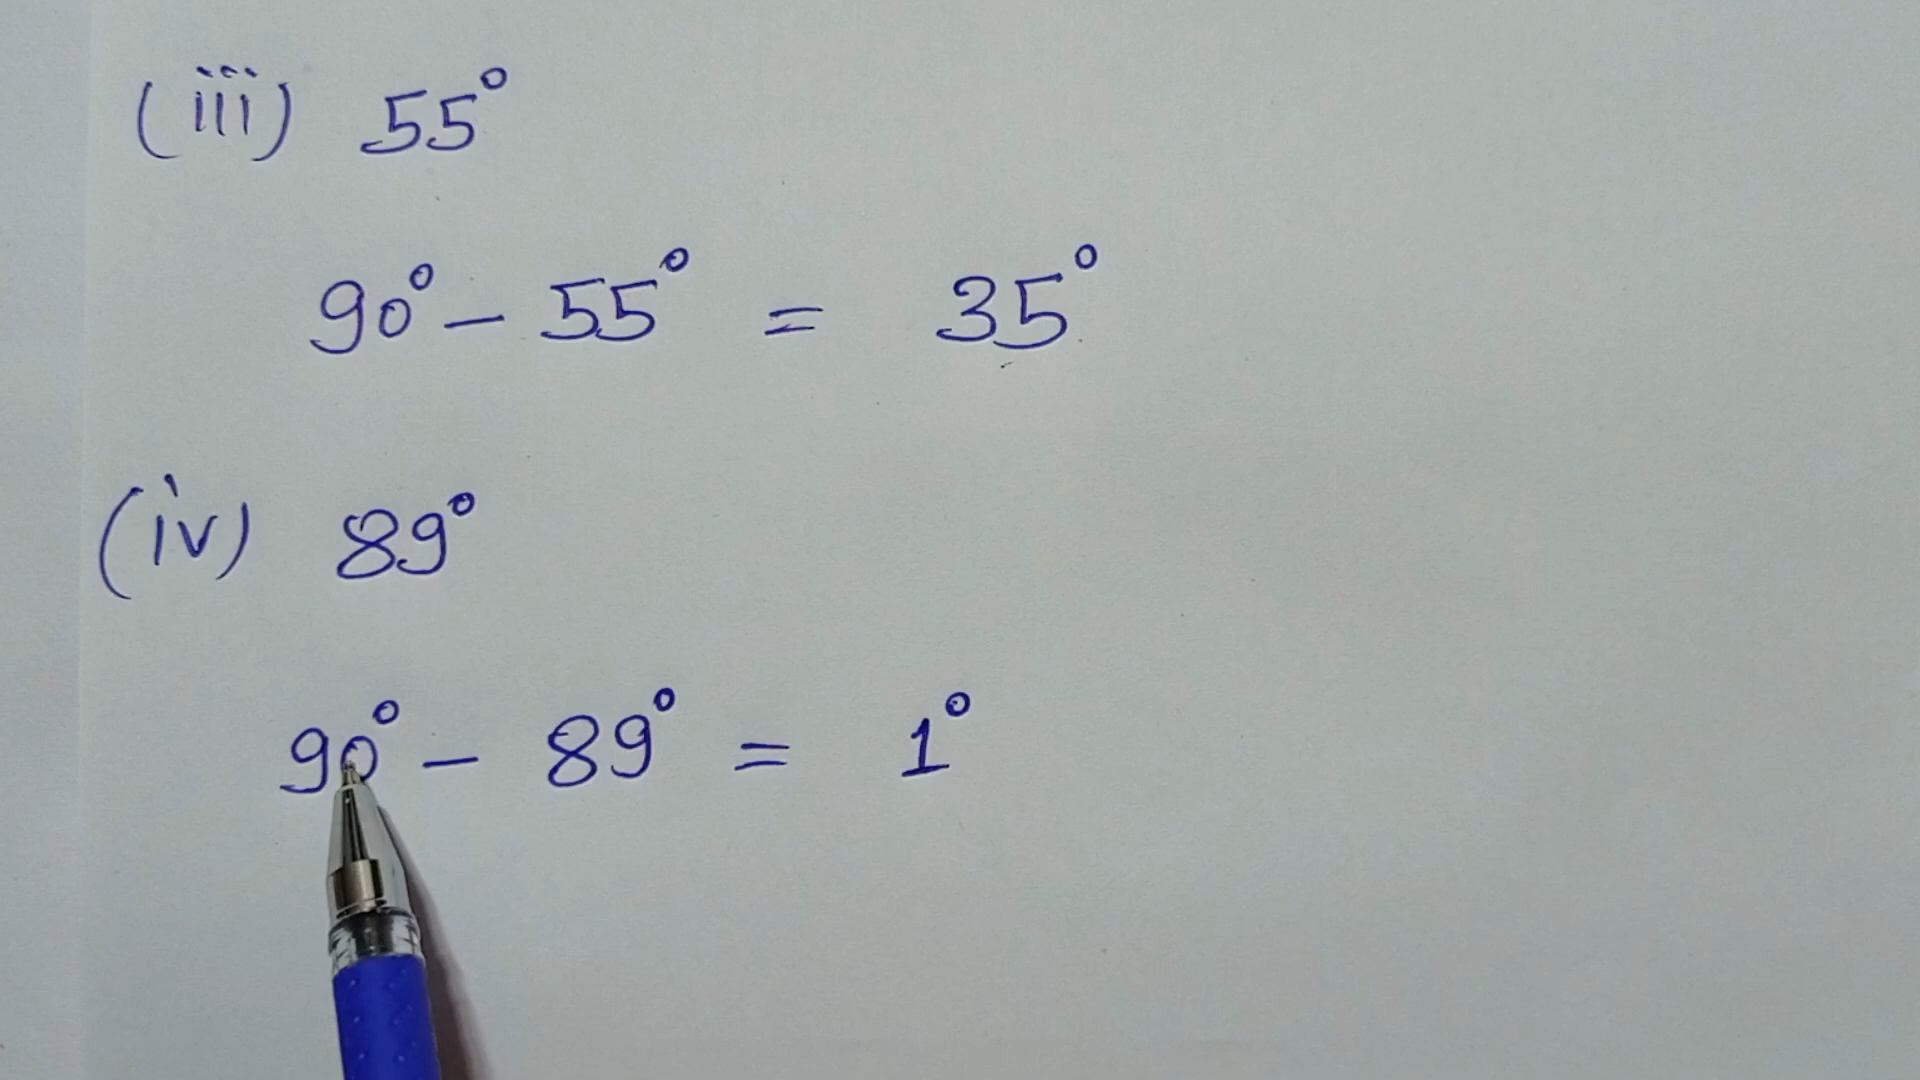 (iii) 55°
90° - 55° = 35°
(iv) 89°
90° - 89° = 1°